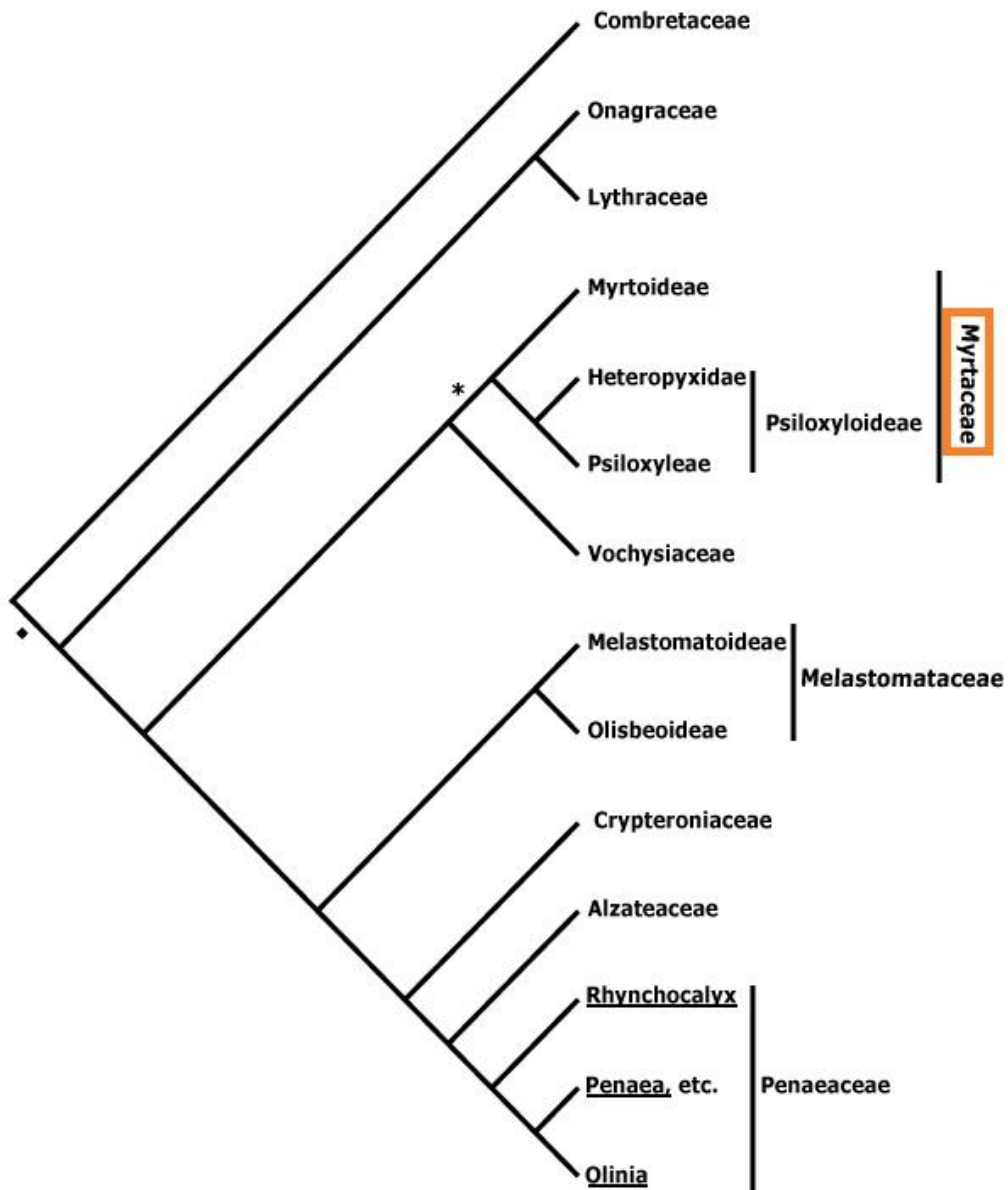 Combretaceae
Onagraceae
Lythraceae
Myrtoideae
Heteropyxidae
Psiloxyleae
Psiloxyloideae
Myrtaceae
*
Vochysiaceae
Melastomatoideae
Olisbeoideae
Melastomataceae
Crypteroniaceae
Alzateaceae
Rhynchocalyx
Penaea, etc.
Olinia
Penaeaceae